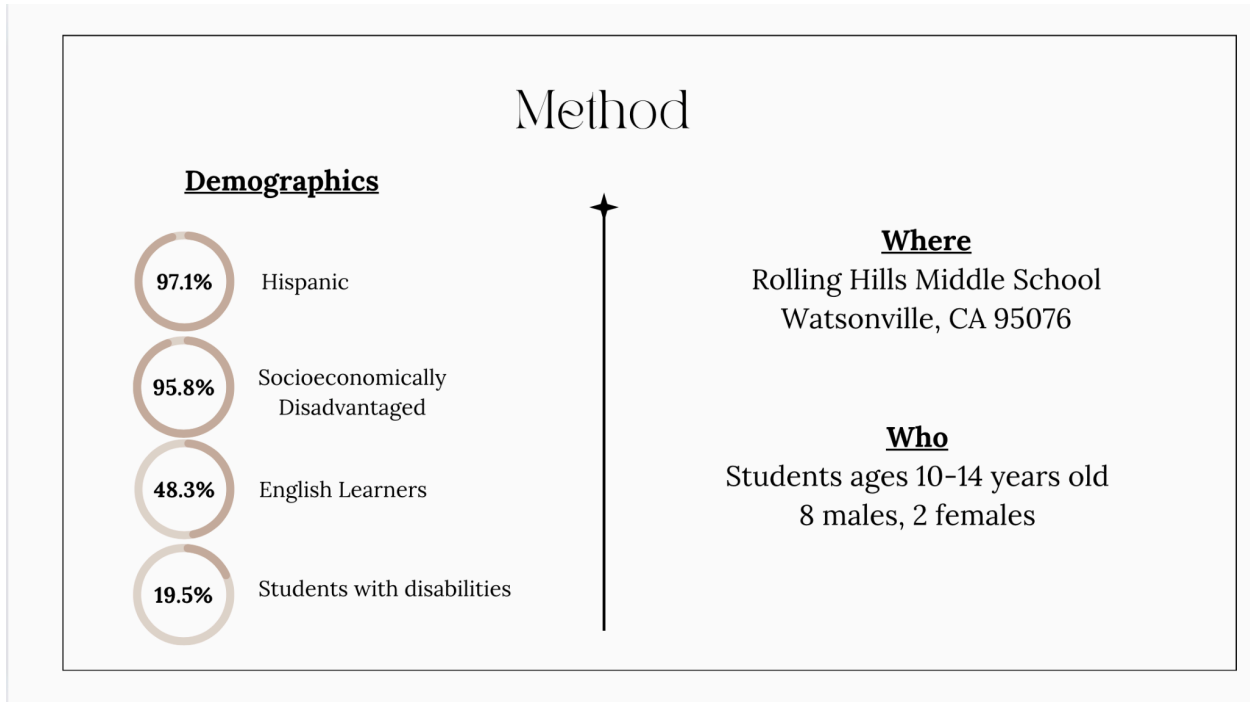 Method
Demographics
97.1%
Hispanic
95.8%
Socioeconomically
Disadvantaged
48.3%
English Learners
19.5%
Students with disabilities
Where
Rolling Hills Middle School
Watsonville, CA 95076
Who
Students ages 10-14 years old
8 males, 2 females